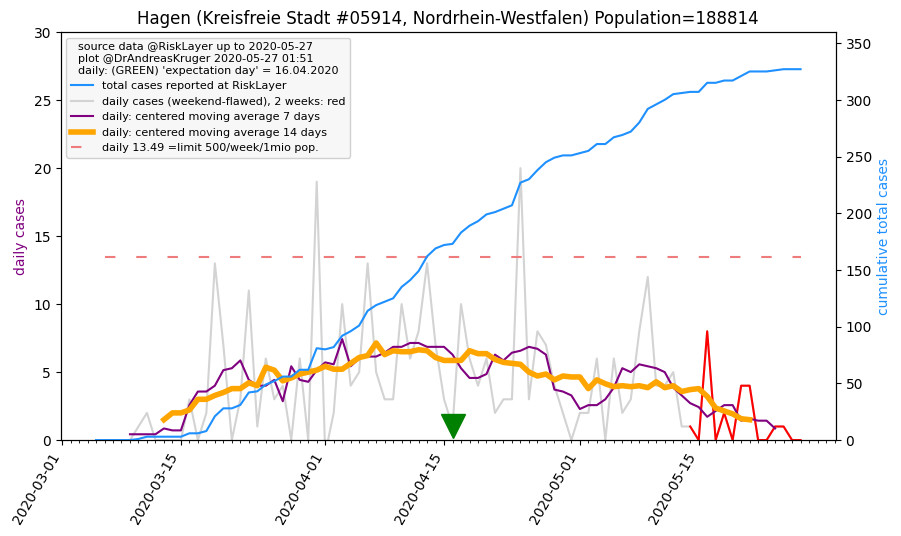 Hagen (Kreisfreie Stadt #05914, Nordrhein-Westfalen) Population=188814
source data @RiskLayer up to 2020-05-27
plot @DrAndreasKruger 2020-05-27 01:51
daily: (GREEN) 'expectation day' = 16.04.2020
total cases reported at RiskLayer
daily cases (weekend-flawed), 2 weeks: red
daily: centered moving average 7 days
daily: centered moving average 14 days
daily 13.49 =limit 500/week/1mio pop.
daily cases
30
25
20
15
10
5
0
cumulative total cases
350
300
250
200
150
100
50
0
2020-03-01
2020-03-15
2020-04-01
2020-04-15
2020-05-01
2020-05-15